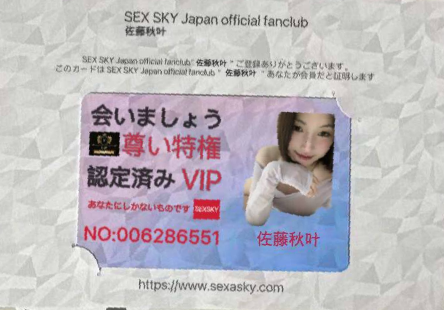 SEX SKY Japan official fanclub
佐藤秋叶
SEX SKY Japan official fanclub" 佐藤秋叶 " ご登録ありがとうございます。
このカードは SEX SKY Japan official fanclub " 佐藤秋叶 " あなたが会員だと証明します
会いましょう
尊い特権
認定済み VIP
あなたにしかないものです SEXSKY
NO:006286551
佐藤秋叶
https://www.sexasky.com